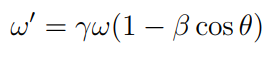 ω′ = γω(1 − β cos θ)